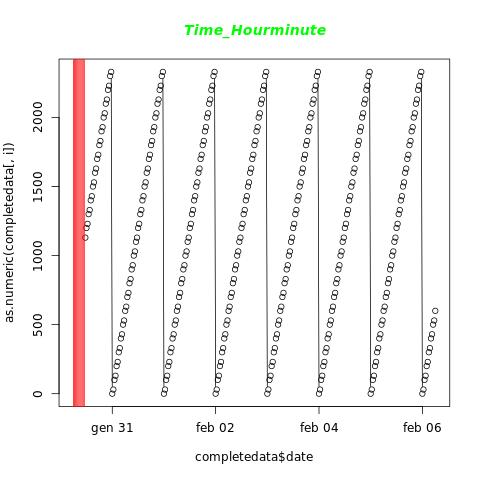 Time_Hourminute
as.numeric(completedata[, i])
2000
1500
1000
500
0
gen 31
feb 02
feb 04
feb 06
completedata$date